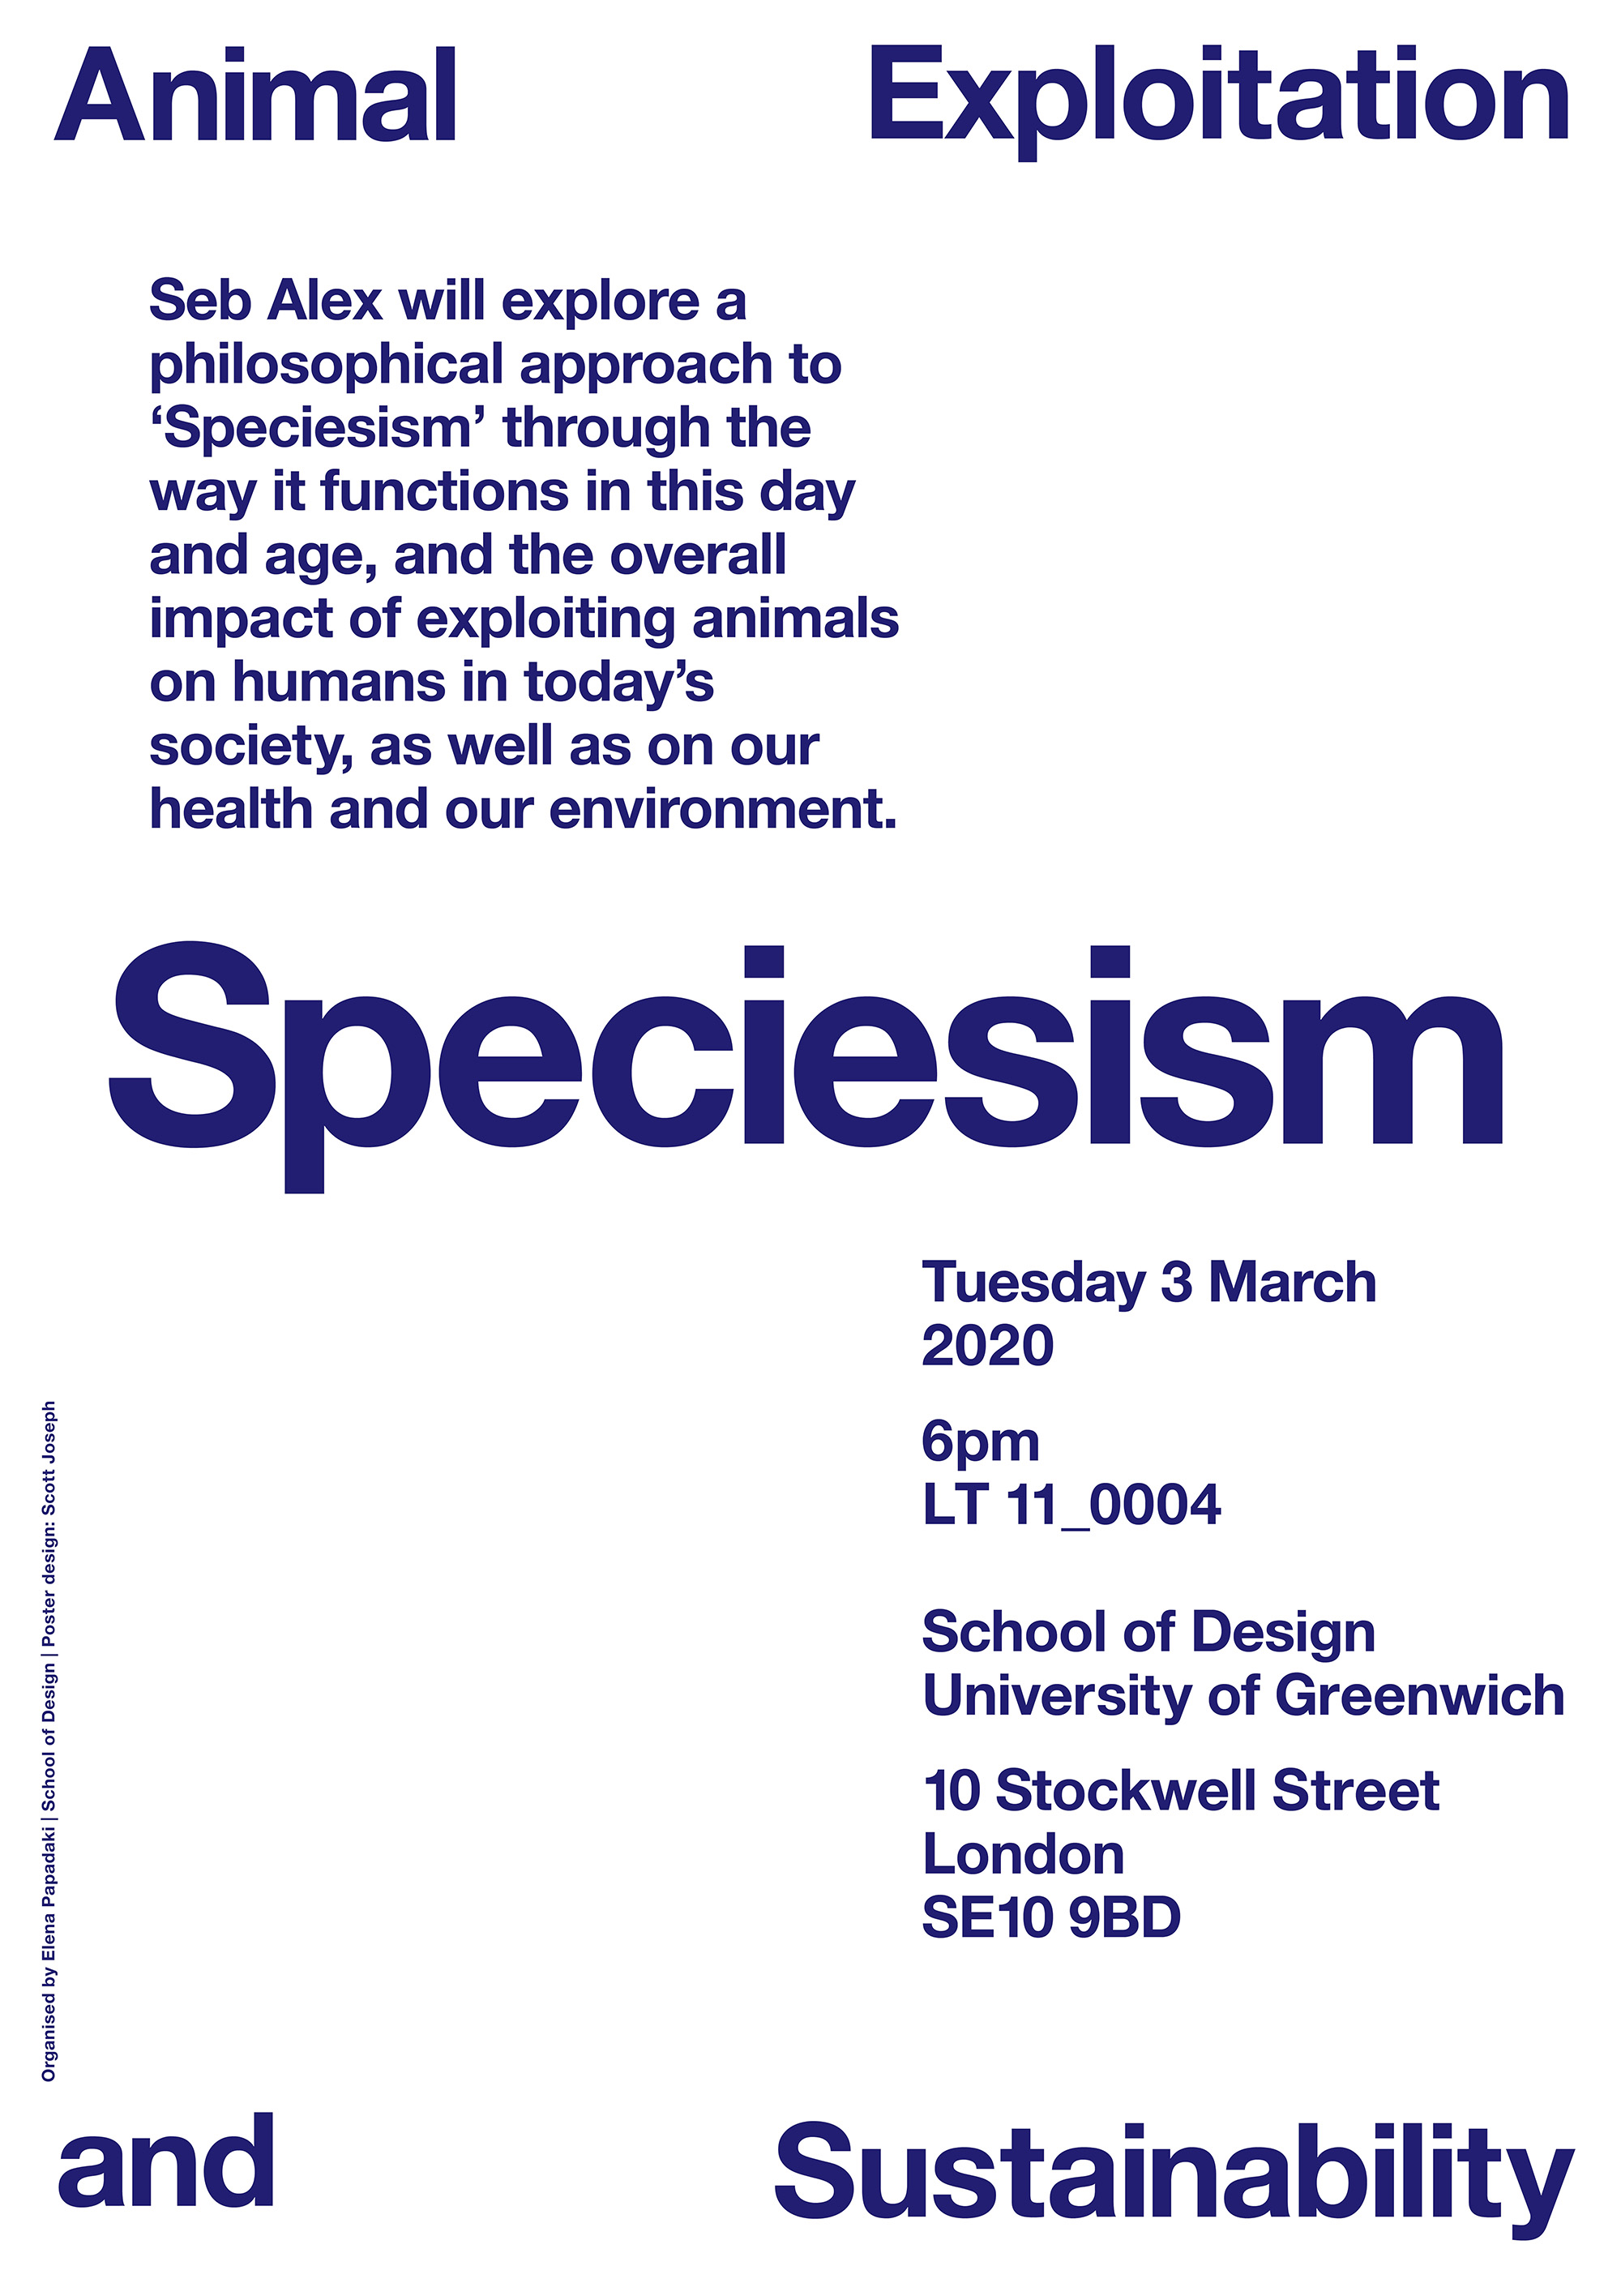 Animal Exploitation
Seb Alex will explore a
philosophical approach to
‘Speciesism’ through the
way it functions in this day
and age, and the overall
impact of exploiting animals
on humans in today’s
society, as well as on our
health and our environment.
Speciesism
Tuesday 3 March
2020
6pm
LT 11_0004
School of Design
University of Greenwich
10 Stockwell Street
London
SE10 9BD
Organised by Elena Papadaki | School of Design | Poster design: Scott Joseph
and Sustainability